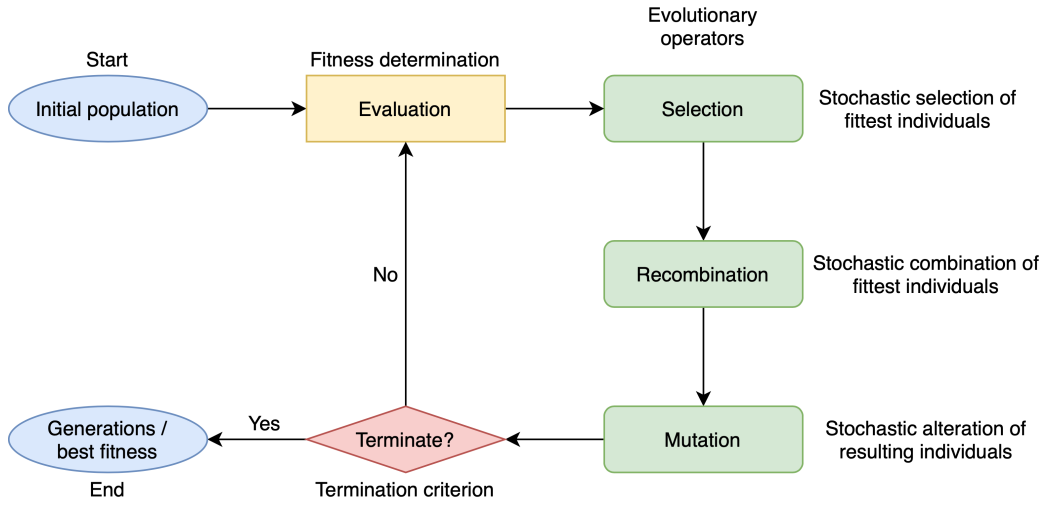 Evolutionary
operators
Start
Fitness determination
Initial population
Evaluation
Selection
Stochastic selection of
fittest individuals
No
Recombination
Stochastic combination of
fittest individuals
Generations /
best fitness
Yes
Terminate?
Mutation
Stochastic alteration of
resulting individuals
End
Termination criterion